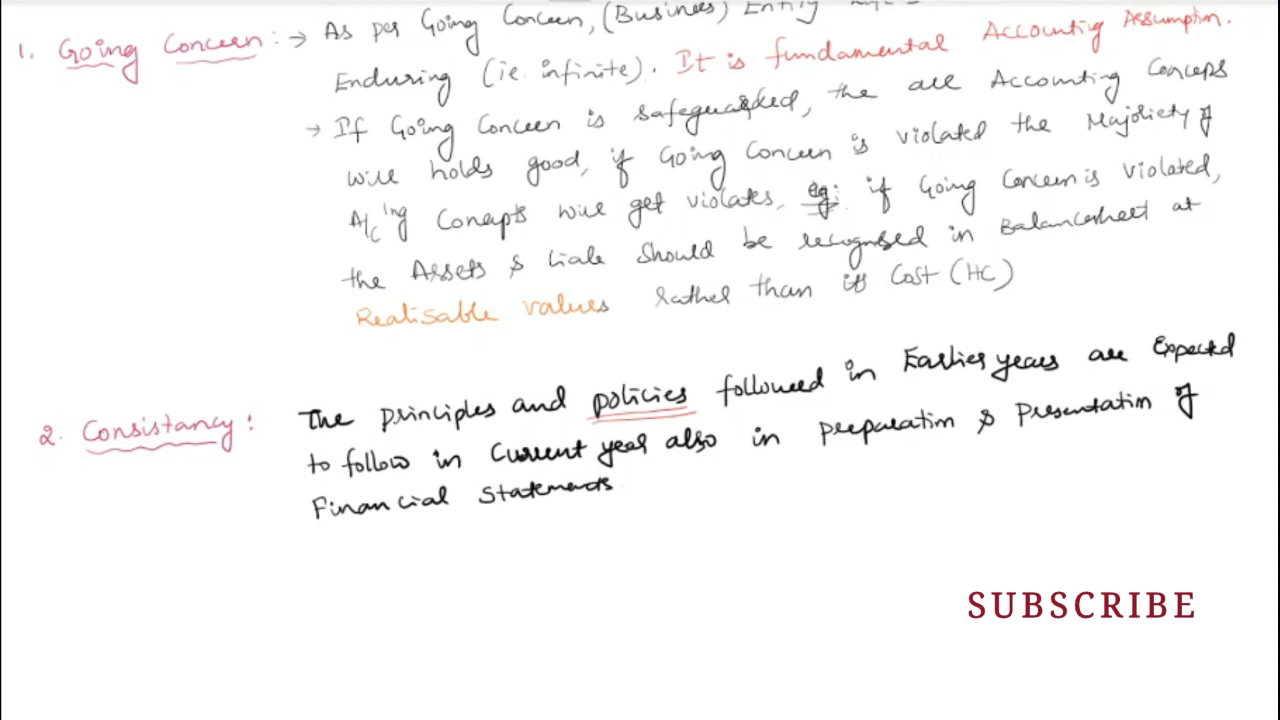 1. Going Concern :→ As per Going Concern, (Business) Entity
Enduring (ie. infinite). It is fundamental Accounting Assumption.
→ If Going Concern is safeguarded, the all Accounting Conceps
will holds good, if Going Concern is violated the Majoliety of
A/c ing Conepts will get violates, eg: if Going Concern is violated,
the Assets & Liale should be recognised in Balancesheet at
Realisable values rather than its Cost (HC)
2. Consistancy : The principles and policies followed in Earlier years are Expected
to follow in Current year also in preparation & Presentation of
Financial Statements
SUBSCRIBE